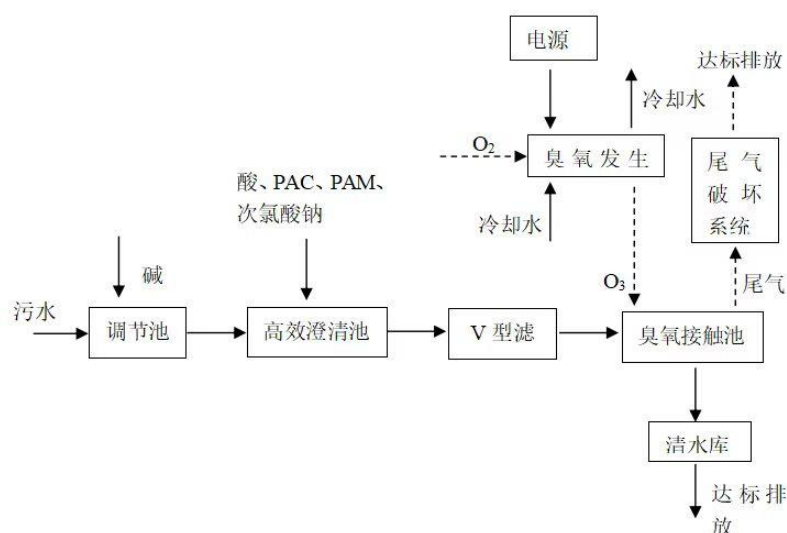 电源
达标排放
冷却水
O₂
臭氧发生
尾气
破坏
系统
酸、PAC、PAM、
次氯酸钠
冷却水
碱
O₃
尾气
污水
调节池
高效澄清池
V型滤
臭氧接触池
洁水库
达标排
放